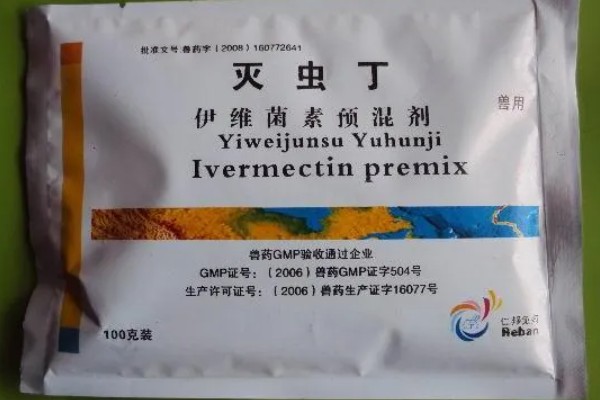 批准文号 兽药字（2008）160772641
灭虫丁
兽用
伊维菌素预混剂
Yiweijunsu Yuhunji
Ivermectin premix
兽药GMP验收通过企业
GMP证号：（2006）兽药GMP证字504号
生产许可证号：（2006）兽药生产证字16077号
100克装